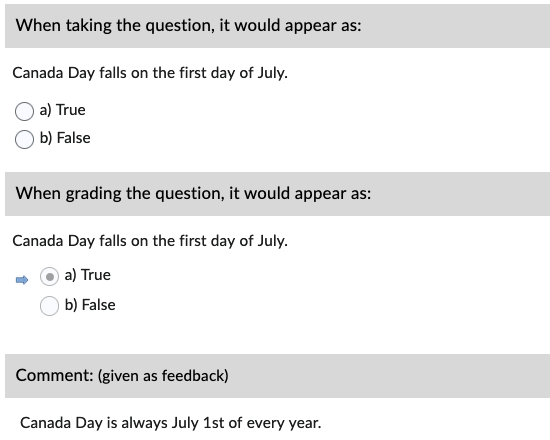 When taking the question, it would appear as:
Canada Day falls on the first day of July.
a) True
b) False
When grading the question, it would appear as:
Canada Day falls on the first day of July.
a) True
b) False
Comment: (given as feedback)
Canada Day is always July 1st of every year.